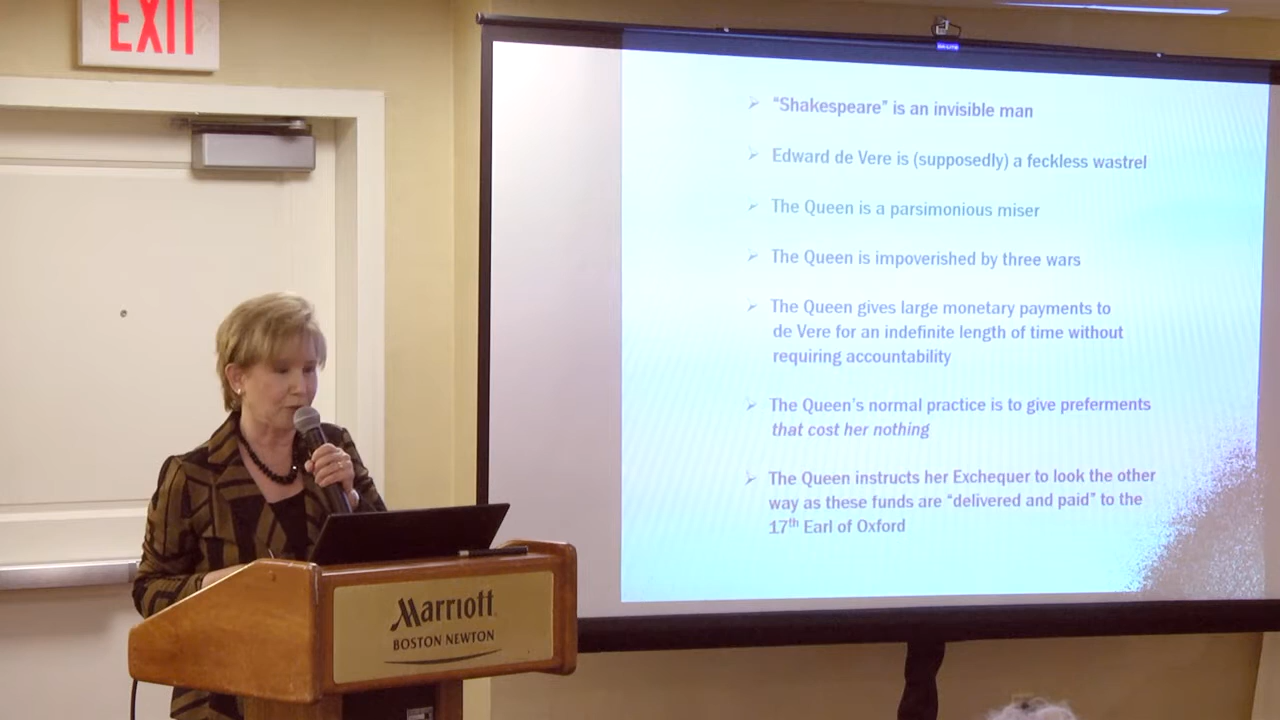 EXIT
“Shakespeare” is an invisible man
Edward de Vere is (supposedly) a feckless wastrel
The Queen is a parsimonious miser
The Queen is impoverished by three wars
The Queen gives large monetary payments to
de Vere for an indefinite length of time without
requiring accountability
The Queen’s normal practice is to give preferments
that cost her nothing
The Queen instructs her Exchequer to look the other
way as these funds are “delivered and paid” to the
17th Earl of Oxford
Marriott
BOSTON NEWTON